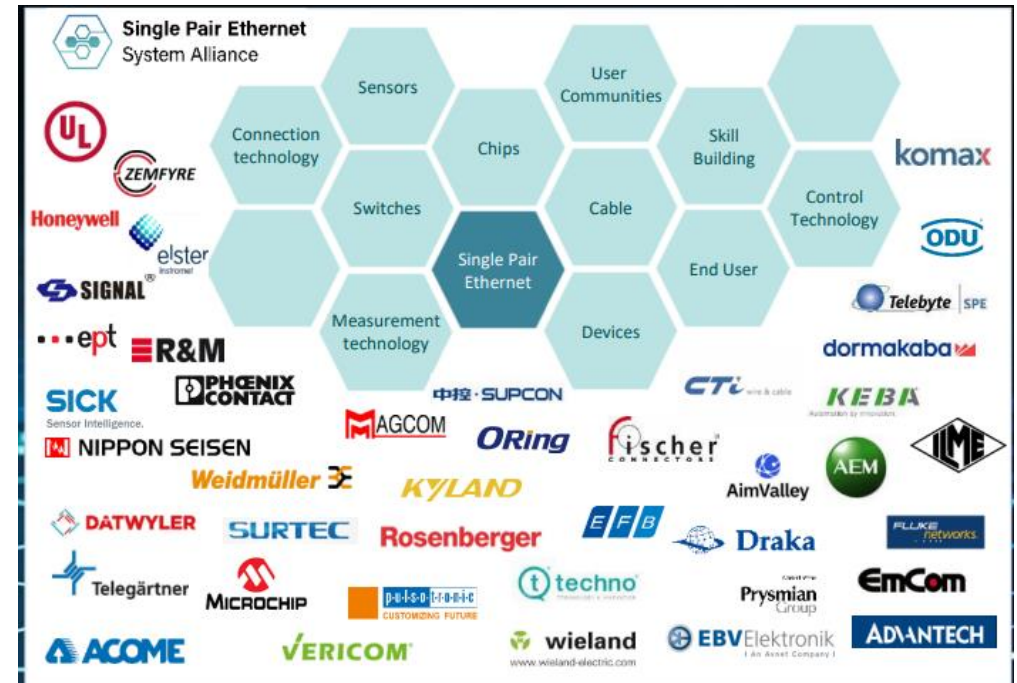 Single Pair Ethernet
System Alliance
Sensors
User
Communities
Connection
technology
Chips
Skill
Building
Switches
Cable
Control
Technology
Single Pair
Ethernet
End User
Measurement
technology
Devices
UL
ZEMFYRE
Honeywell
elster
Instromet
SIGNAL®
ept
R&M
SICK
Sensor Intelligence.
PHŒNIX
CONTACT
NIPPON SEISEN
komax
ODU
Telebyte SPE
dormakaba
中控·SUPCON
CTi wire & cable
KEBA
Automation by innovation.
MAGCOM
ORing
fischer
CONNECTORS
AimValley
AEM
ILME
Weidmüller
KYLAND
DÄTWYLER
SURTEC
Rosenberger
EFB
Draka
FLUKE
networks
Telegärtner
MICROCHIP
p-u-l-s-o-t-r-o-n-i-c
CUSTOMIZING FUTURE
techno
Prysmian
Group
EmCom
ACOME
VERICOM
wieland
www.wieland-electric.com
EBVElektronik
I An Avnet Company I
ADVANTECH